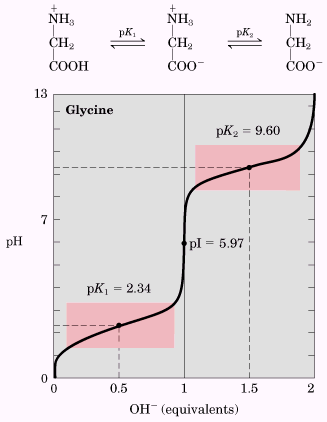 + +
NH₃ NH₃ NH₂
pK₁ pK₂
CH₂ CH₂ CH₂
COOH COO⁻ COO⁻
13
Glycine
pK₂ = 9.60
7
pH
pI = 5.97
pK₁ = 2.34
0
0 0.5 1 1.5 2
OH⁻ (equivalents)